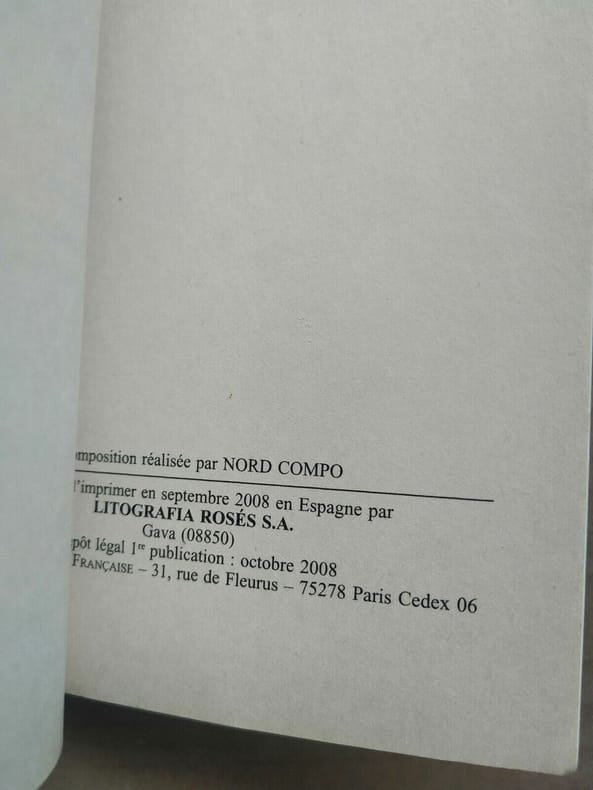 omposition réalisée par NORD COMPO
l'imprimer en septembre 2008 en Espagne par
LITOGRAFIA ROSÉS S.A.
Gava (08850)
pôt légal 1re publication : octobre 2008
FRANÇAISE – 31, rue de Fleurus – 75278 Paris Cedex 06